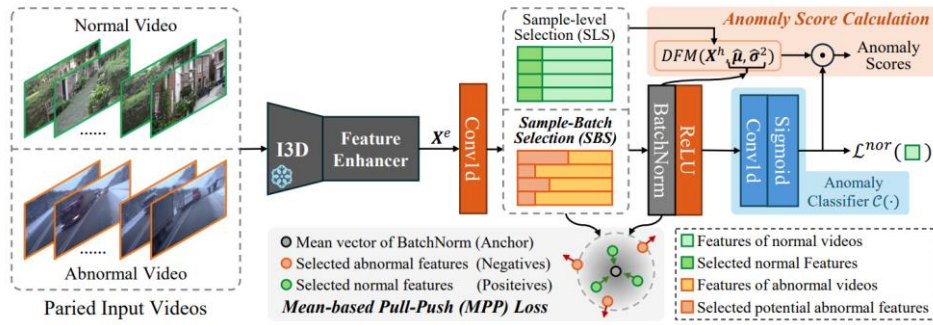 Normal Video
......
......
Abnormal Video
Paried Input Videos
I3D
Feature
Enhancer
X^e
Conv1d
Sample-level
Selection (SLS)
Sample-Batch
Selection (SBS)
BatchNorm
ReLU
Anomaly Score Calculation
DFM(X^h, μ̂, σ̂²)
Anomaly
Scores
Conv1d
Sigmoid
ℒ^nor( )
Anomaly
Classifier 𝒞(·)
Mean vector of BatchNorm (Anchor)
Selected abnormal features (Negatives)
Selected normal features (Positeives)
Mean-based Pull-Push (MPP) Loss
Features of normal videos
Selected normal Features
Features of abnormal videos
Selected potential abnormal features